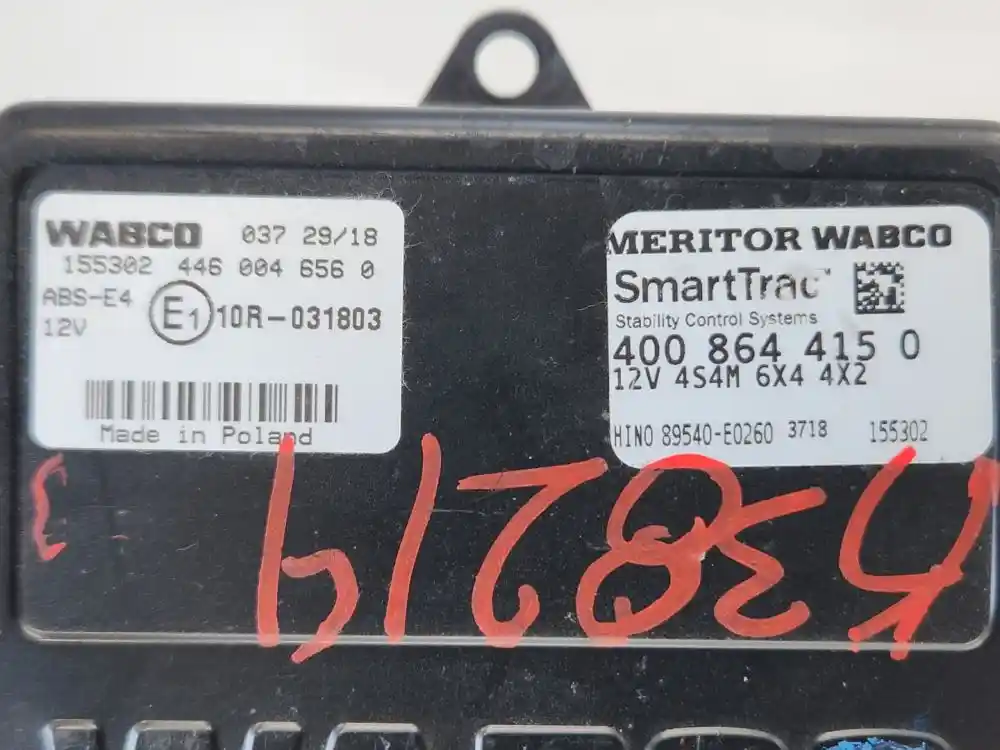 WABCO 037 29/18
155302 446 004 656 0
ABS-E4
12V
E1 10R-031803
Made in Poland
MERITOR WABCO
SmartTrac™
Stability Control Systems
400 864 415 0
12V 4S4M 6X4 4X2
HINO 89540-E0260 3718 155302